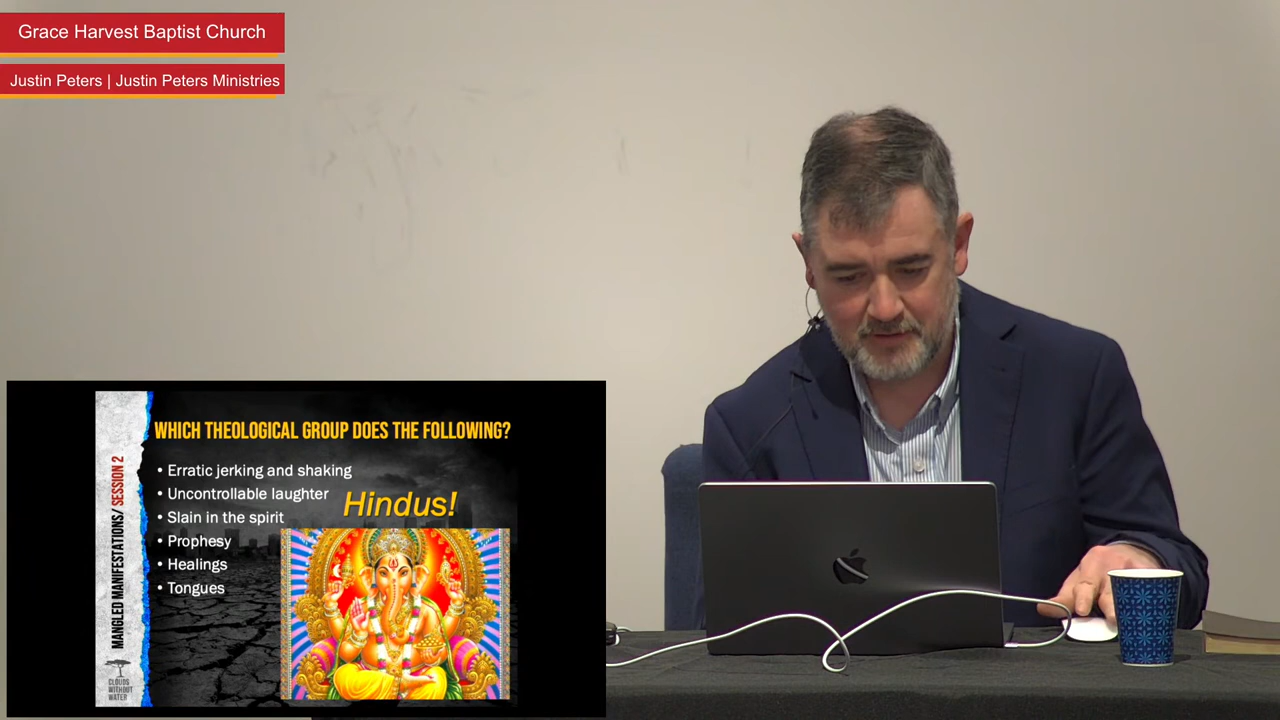 Grace Harvest Baptist Church
Justin Peters | Justin Peters Ministries
WHICH THEOLOGICAL GROUP DOES THE FOLLOWING?
• Erratic jerking and shaking
• Uncontrollable laughter
Hindus!
• Slain in the spirit
• Prophesy
• Healings
• Tongues
MANGLED MANIFESTATIONS/ SESSION 2
CLOUDS
WITHOUT
WATER